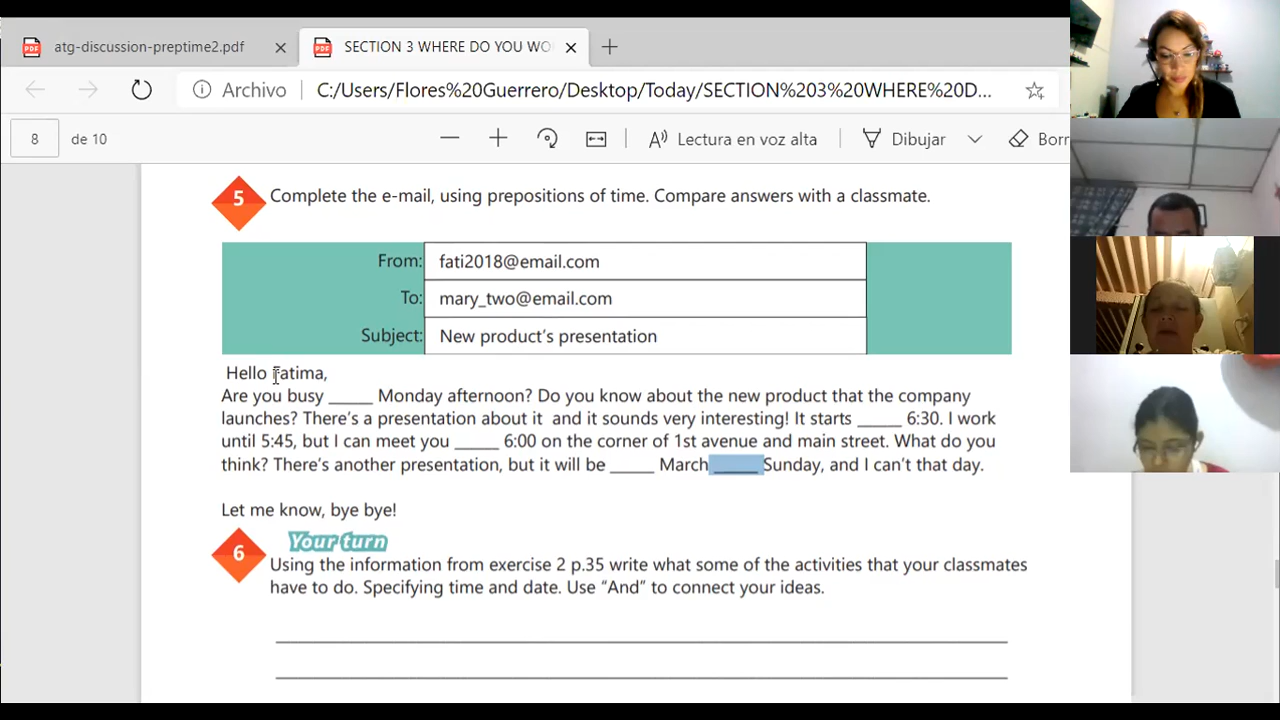 atg-discussion-preptime2.pdf
SECTION 3 WHERE DO YOU WO
Archivo
C:/Users/Flores%20Guerrero/Desktop/Today/SECTION%203%20WHERE%20D...
8 de 10
Lectura en voz alta
Dibujar
Borr
5 Complete the e-mail, using prepositions of time. Compare answers with a classmate.
From: fati2018@email.com
To: mary_two@email.com
Subject: New product's presentation
Hello Fatima,
Are you busy _____ Monday afternoon? Do you know about the new product that the company
launches? There's a presentation about it and it sounds very interesting! It starts _____ 6:30. I work
until 5:45, but I can meet you _____ 6:00 on the corner of 1st avenue and main street. What do you
think? There's another presentation, but it will be _____ March _____ Sunday, and I can't that day.
Let me know, bye bye!
6 Your turn
Using the information from exercise 2 p.35 write what some of the activities that your classmates
have to do. Specifying time and date. Use “And” to connect your ideas.